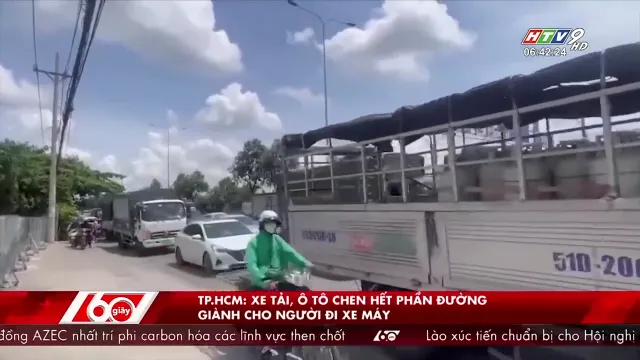 HTV9
HD
06:42:24
51D-20
60
giây
TP.HCM: XE TẢI, Ô TÔ CHEN HẾT PHẦN ĐƯỜNG
GIÀNH CHO NGƯỜI ĐI XE MÁY
đồng AZEC nhất trí phi carbon hóa các lĩnh vực then chốt
Lào xúc tiến chuẩn bị cho Hội nghị